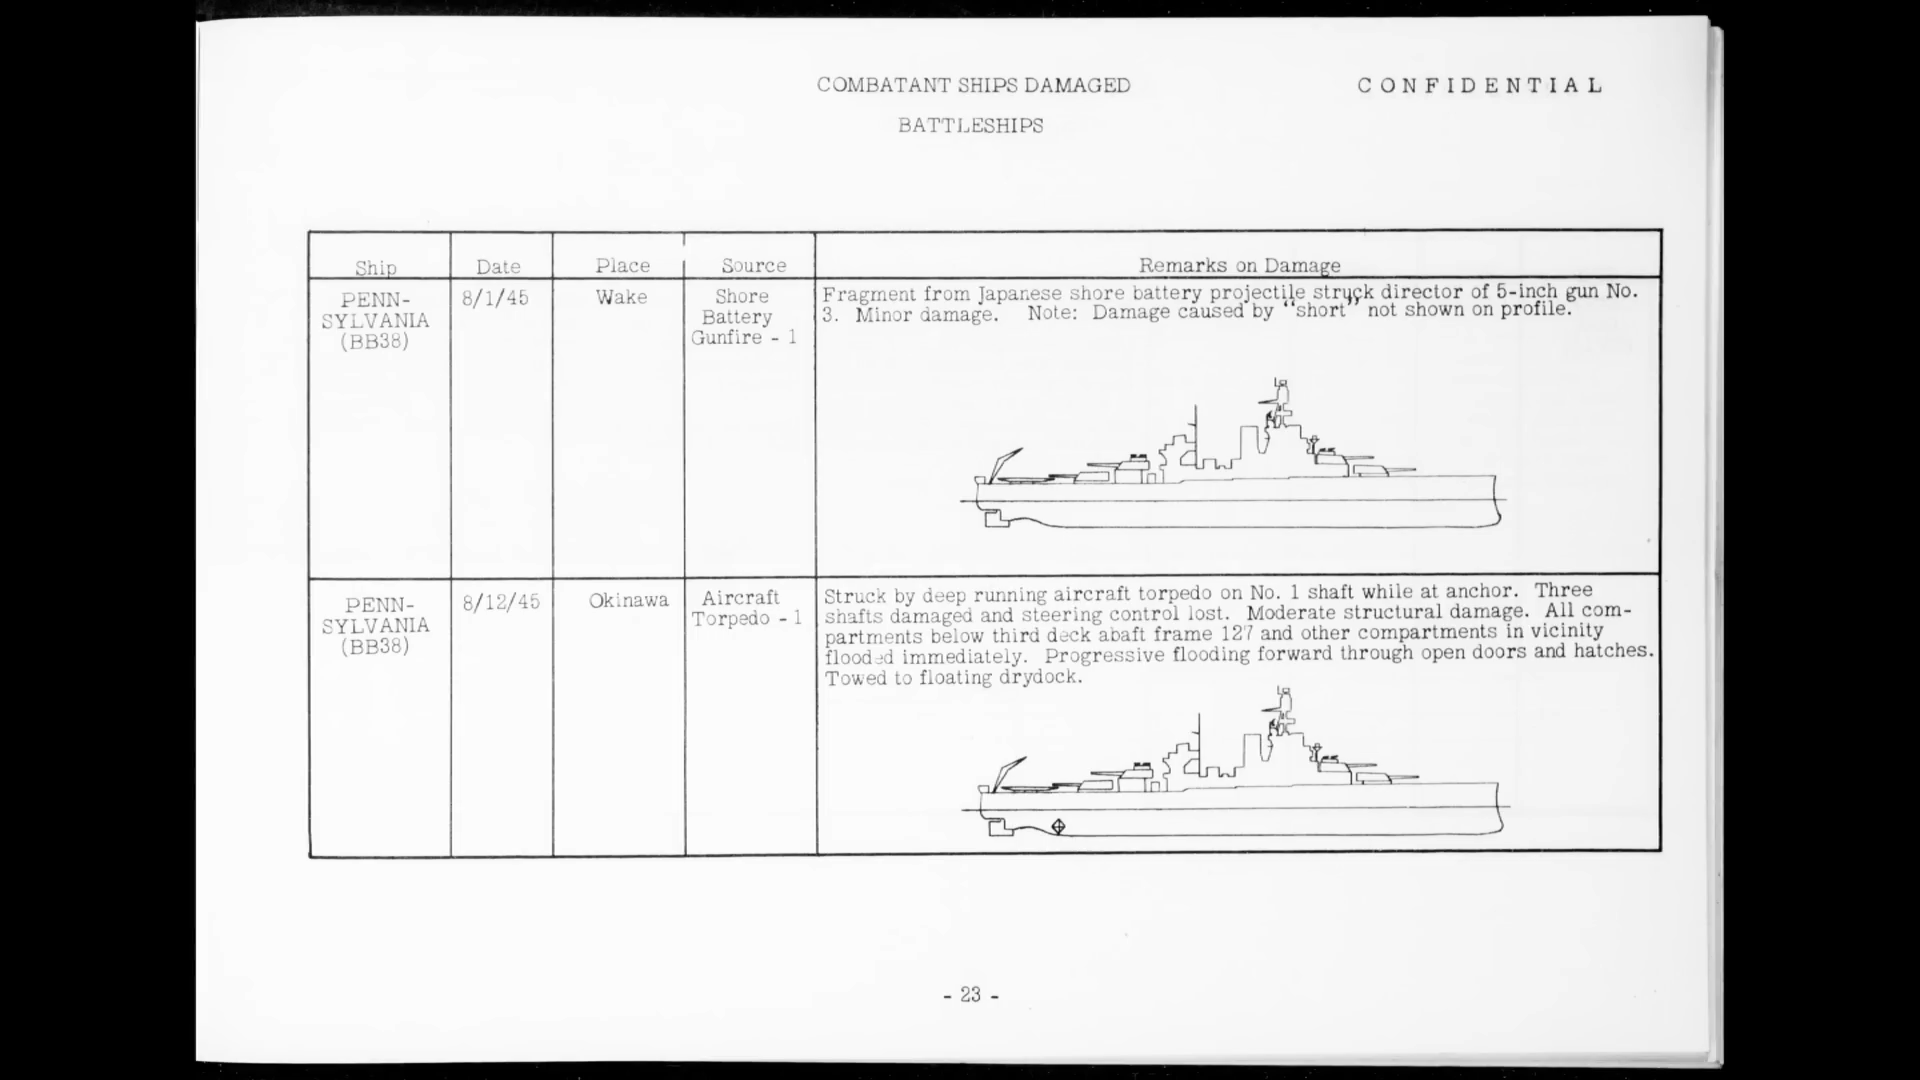 COMBATANT SHIPS DAMAGED
CONFIDENTIAL
BATTLESHIPS
Ship Date Place Source Remarks on Damage
PENN-
SYLVANIA
(BB38)
8/1/45
Wake
Shore
Battery
Gunfire - 1
Fragment from Japanese shore battery projectile struck director of 5-inch gun No.
3. Minor damage. Note: Damage caused by "short" not shown on profile.
PENN-
SYLVANIA
(BB38)
8/12/45
Okinawa
Aircraft
Torpedo - 1
Struck by deep running aircraft torpedo on No. 1 shaft while at anchor. Three
shafts damaged and steering control lost. Moderate structural damage. All com-
partments below third deck abaft frame 127 and other compartments in vicinity
flooded immediately. Progressive flooding forward through open doors and hatches.
Towed to floating drydock.
- 23 -